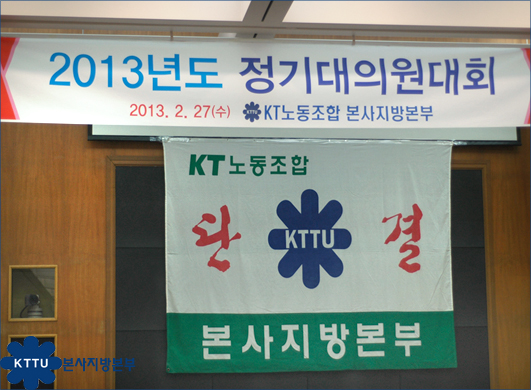 2013년도 정기대의원대회
2013. 2. 27(수) KTTU KT노동조합 본사지방본부
KT노동조합
단 KTTU 결
본사지방본부
KTTU 본사지방본부